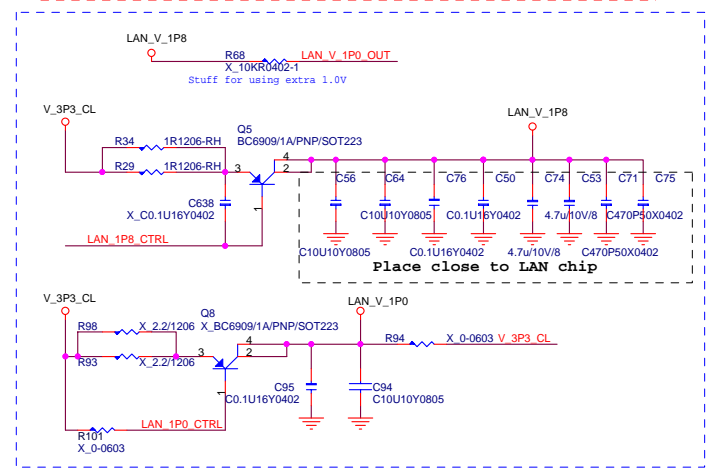 LAN_V_1P8
R68
LAN_V_1P0_OUT
X_10KR0402-1
Stuff for using extra 1.0V
V_3P3_CL
LAN_V_1P8
Q5
BC6909/1A/PNP/SOT223
R34
1R1206-RH
R29
1R1206-RH
3
4
2
1
C638
X_C0.1U16Y0402
LAN_1P8_CTRL
C56
C64
C76
C50
C74
C53
C71
C75
C10U10Y0805
C0.1U16Y0402
4.7u/10V/8
C470P50X0402
C10U10Y0805
C0.1U16Y0402
4.7u/10V/8
C470P50X0402
Place close to LAN chip
V_3P3_CL
LAN_V_1P0
Q8
X_BC6909/1A/PNP/SOT223
R98
X_2.2/1206
R93
X_2.2/1206
3
4
2
1
R94
X_0-0603
V_3P3_CL
C95
C0.1U16Y0402
C94
C10U10Y0805
LAN_1P0_CTRL
R101
X_0-0603